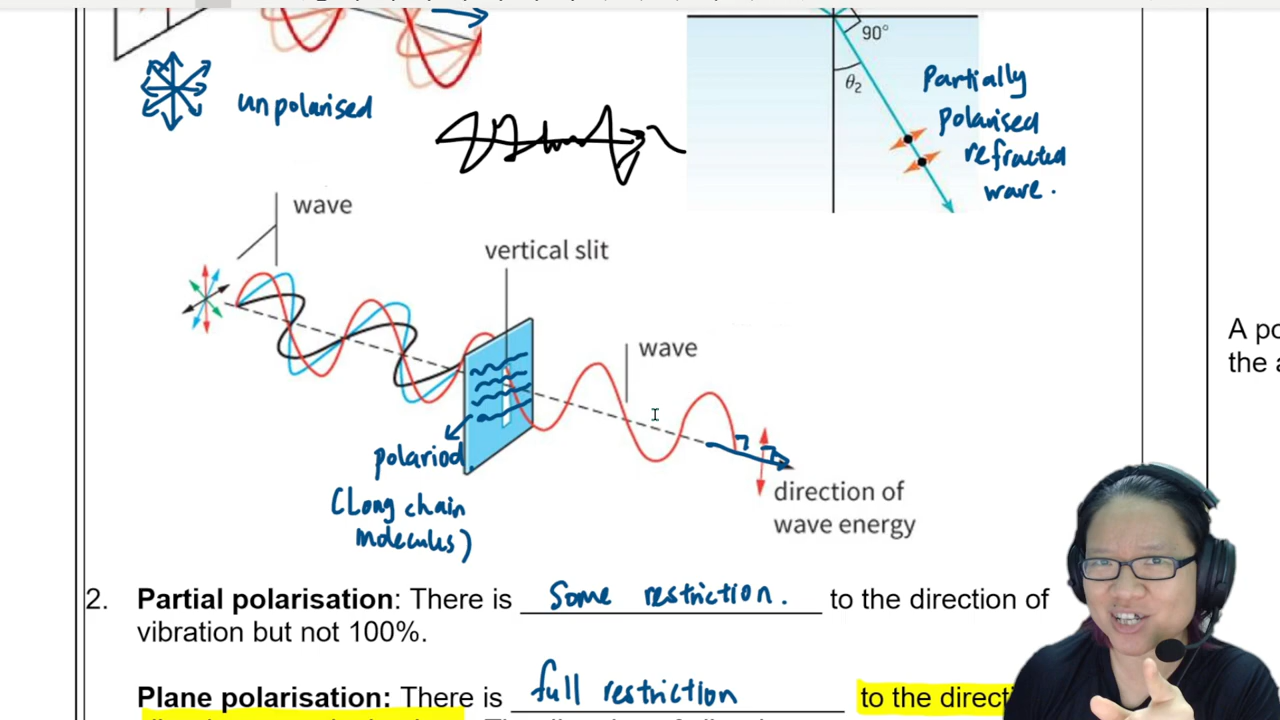 unpolarised
90°
θ₂
Partially
polarised
refracted
wave.
wave
vertical slit
wave
polariod
(Long chain
molecules)
direction of
wave energy
A po
the a
2. Partial polarisation: There is some restriction. to the direction of
vibration but not 100%.
Plane polarisation: There is full restriction to the directi